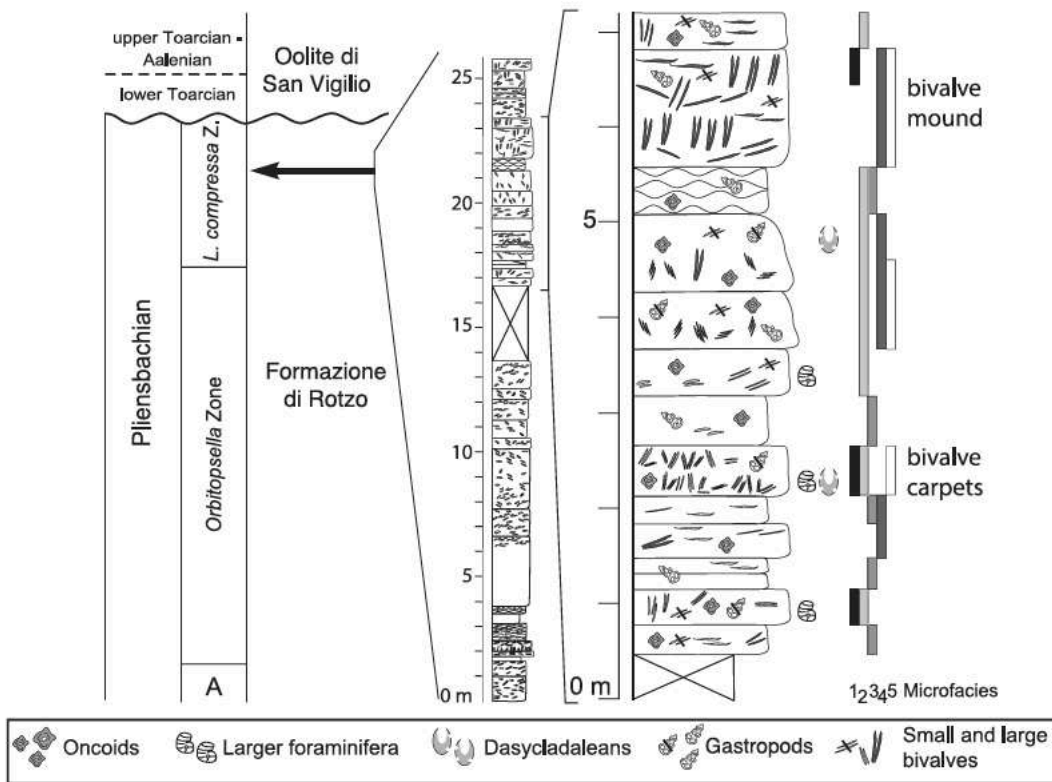 upper Toarcian -
Aalenian
lower Toarcian
Oolite di
San Vigilio
Pliensbachian
L. compressa Z.
Orbitopsella Zone
A
Formazione
di Rotzo
25
20
15
10
5
0 m
5
0 m
bivalve
mound
bivalve
carpets
12345 Microfacies
Oncoids
Larger foraminifera
Dasycladaleans
Gastropods
Small and large
bivalves